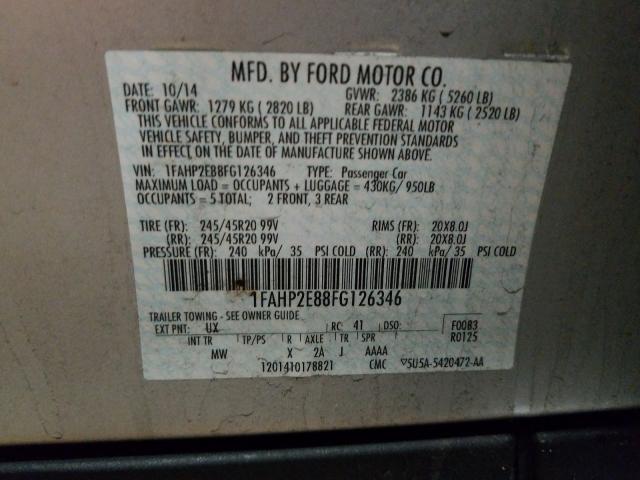 MFD. BY FORD MOTOR CO.
DATE: 10/14 GVWR: 2386 KG ( 5260 LB)
FRONT GAWR: 1279 KG ( 2820 LB) REAR GAWR: 1143 KG ( 2520 LB)
THIS VEHICLE CONFORMS TO ALL APPLICABLE FEDERAL MOTOR
VEHICLE SAFETY, BUMPER, AND THEFT PREVENTION STANDARDS
IN EFFECT ON THE DATE OF MANUFACTURE SHOWN ABOVE.
VIN: 1FAHP2E88FG126346 TYPE: Passenger Car
MAXIMUM LOAD = OCCUPANTS + LUGGAGE = 430KG/ 950LB
OCCUPANTS = 5 TOTAL; 2 FRONT, 3 REAR
TIRE (FR): 245/45R20 99V RIMS (FR): 20X8.0J
(RR): 245/45R20 99V (RR): 20X8.0J
PRESSURE (FR): 240 kPa/ 35 PSI COLD (RR): 240 kPa/ 35 PSI COLD
1FAHP2E88FG126346
TRAILER TOWING - SEE OWNER GUIDE
EXT PNT: UX RC: 41 DSO: F0083
INT TR TP/PS R AXLE TR SPR R0125
MW X 2A J AAAA
1201410178821 CMC ▽5U5A-5420472-AA